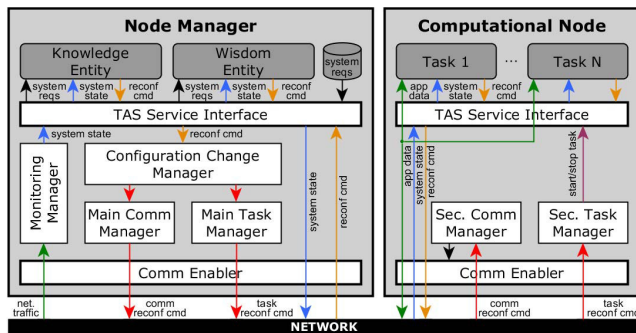 Node Manager
Knowledge
Entity
Wisdom
Entity
system
reqs
system
reqs
system
state
reconf
cmd
system
reqs
system
state
reconf
cmd
TAS Service Interface
system state
reconf cmd
Monitoring
Manager
Configuration Change
Manager
Main Comm
Manager
Main Task
Manager
system state
reconf cmd
Comm Enabler
net.
traffic
comm
reconf cmd
task
reconf cmd
Computational Node
Task 1
...
Task N
app
data
system
state
reconf
cmd
TAS Service Interface
app data
system state
reconf cmd
start/stop task
Sec. Comm
Manager
Sec. Task
Manager
Comm Enabler
comm
reconf cmd
task
reconf cmd
NETWORK